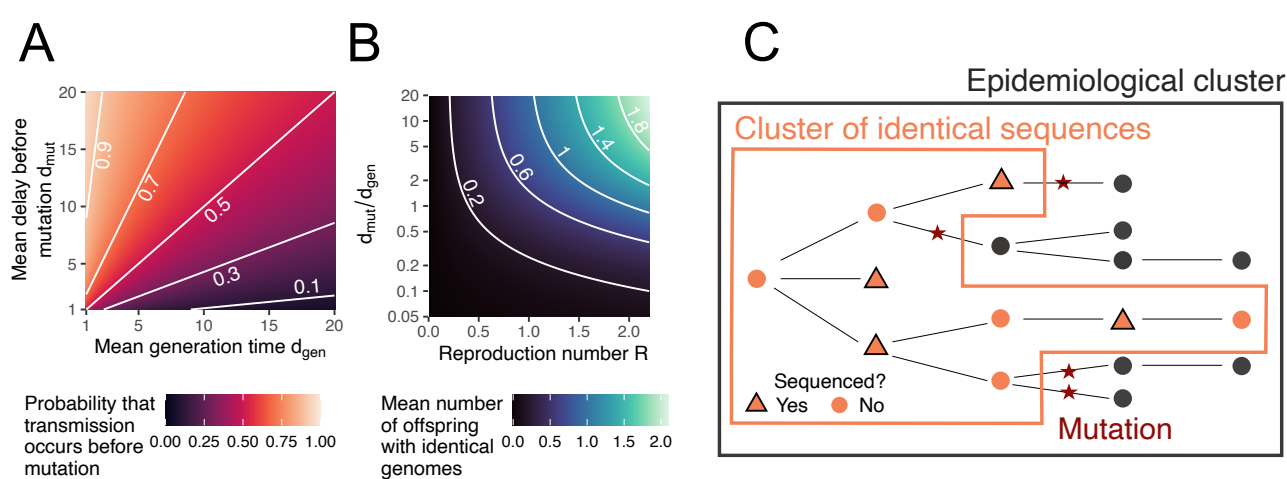 A
B
C
20
15
10
5
1
Mean delay before
mutation dmut
0.9
0.7
0.5
0.3
0.1
1
5
10
15
20
Mean generation time dgen
Probability that
transmission
occurs before
mutation
0.00 0.25 0.50 0.75 1.00
20
10
5
2
1
0.5
0.2
0.1
0.05
dmut/dgen
0.2
0.6
1
1.4
1.8
0.0
0.5
1.0
1.5
2.0
Reproduction number R
Mean number
of offspring
with identical
genomes
0.0 0.5 1.0 1.5 2.0
Epidemiological cluster
Cluster of identical sequences
Sequenced?
Yes No
Mutation